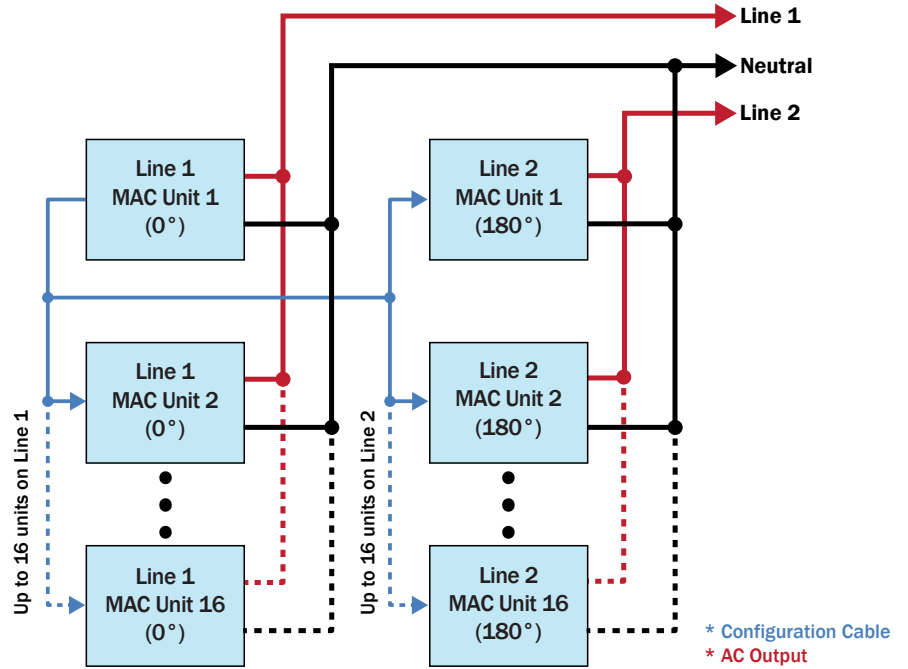 Line 1
Neutral
Line 2
Line 1
MAC Unit 1
(0°)
Line 2
MAC Unit 1
(180°)
Line 1
MAC Unit 2
(0°)
Line 2
MAC Unit 2
(180°)
Up to 16 units on Line 1
Up to 16 units on Line 2
Line 1
MAC Unit 16
(0°)
Line 2
MAC Unit 16
(180°)
* Configuration Cable
* AC Output